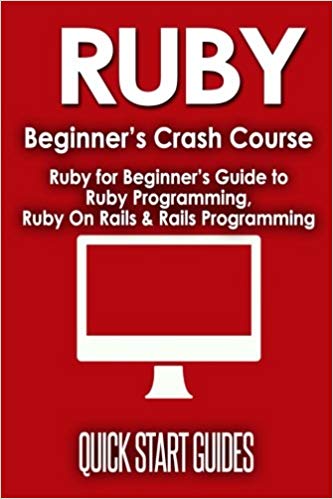 RUBY
Beginner's Crash Course
Ruby for Beginner's Guide to
Ruby Programming,
Ruby On Rails & Rails Programming
QUICK START GUIDES